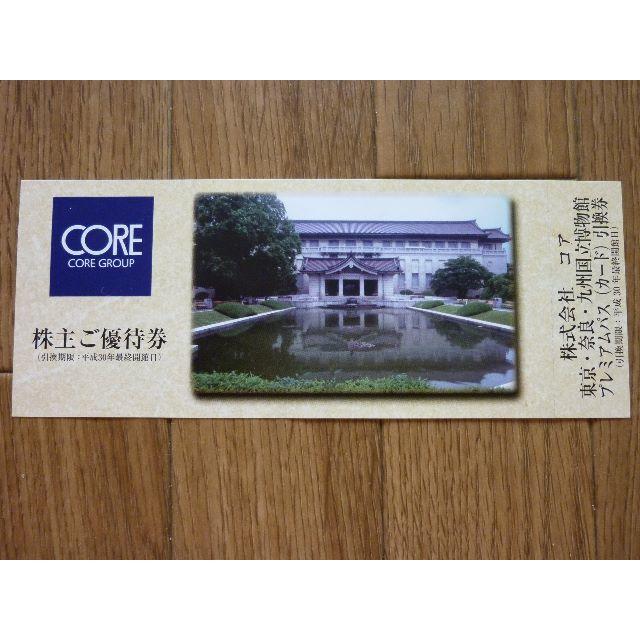 CORE
CORE GROUP
株主ご優待券
（引換期限：平成30年最終開館日）
株式会社 コア
東京・奈良・九州国立博物館
プレミアムパス（カード）引換券
（引換期限：平成30年最終開館日）